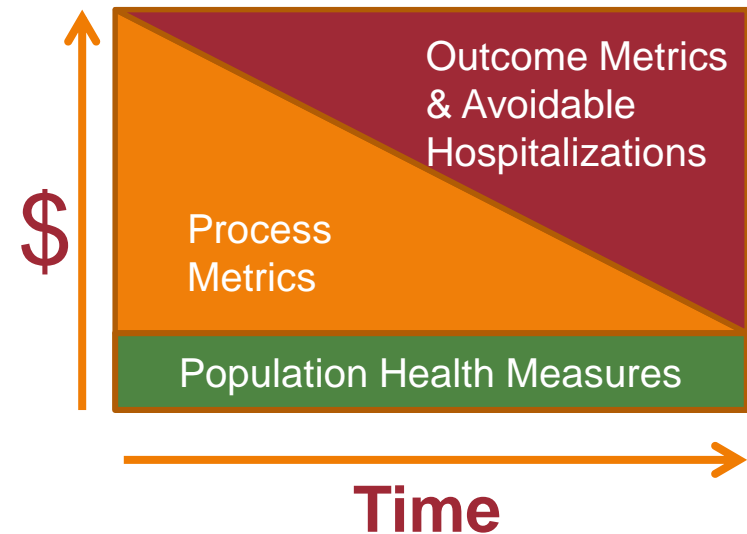 Outcome Metrics
& Avoidable
Hospitalizations
$
Process
Metrics
Population Health Measures
Time